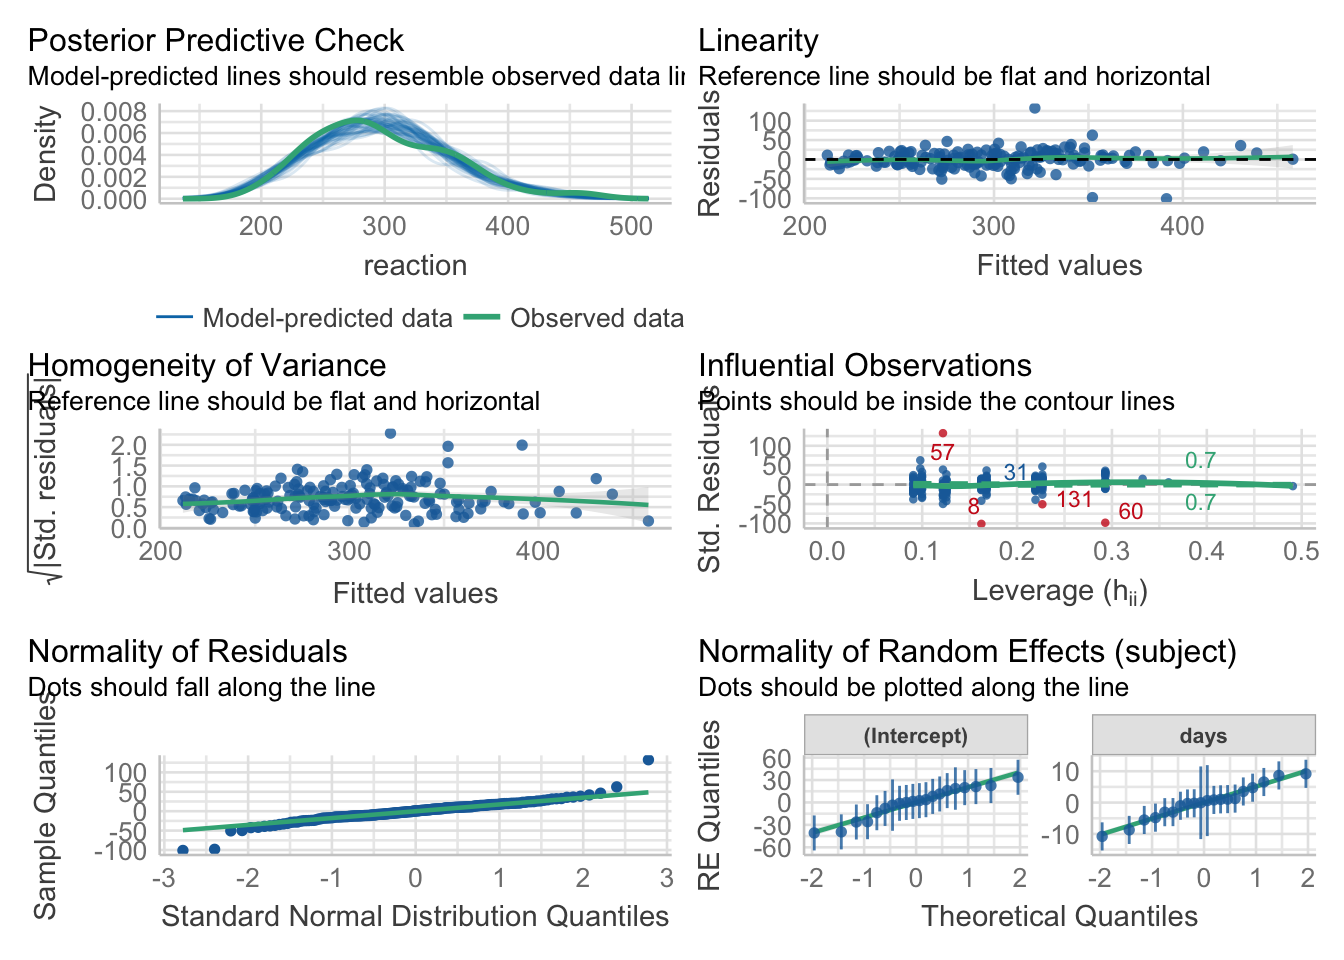 Posterior Predictive Check
Model-predicted lines should resemble observed data li
Density
0.008
0.006
0.004
0.002
0.000
200 300 400 500
reaction
Model-predicted data Observed data
Linearity
Reference line should be flat and horizontal
Residuals
100
50
0
-50
-100
200 300 400
Fitted values
Homogeneity of Variance
Reference line should be flat and horizontal
√|Std. residuals|
2.0
1.5
1.0
0.5
0.0
200 300 400
Fitted values
Influential Observations
Points should be inside the contour lines
Std. Residuals
100
50
0
-50
-100
57
31
0.7
8
131
60
0.7
0.0 0.1 0.2 0.3 0.4 0.5
Leverage (hii)
Normality of Residuals
Dots should fall along the line
Sample Quantiles
100
50
0
-50
-100
-3 -2 -1 0 1 2 3
Standard Normal Distribution Quantiles
Normality of Random Effects (subject)
Dots should be plotted along the line
RE Quantiles
(Intercept)
60
30
0
-30
-60
-2 -1 0 1 2
days
10
0
-10
-2 -1 0 1 2
Theoretical Quantiles